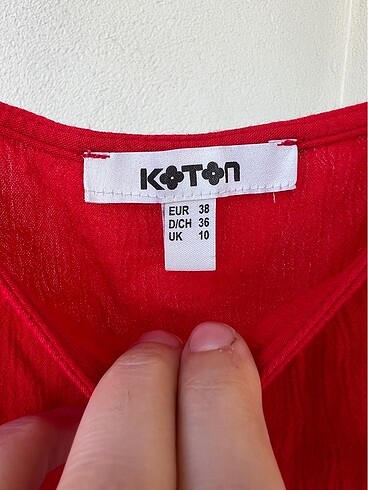 KOTON
EUR 38
D/CH 36
UK 10